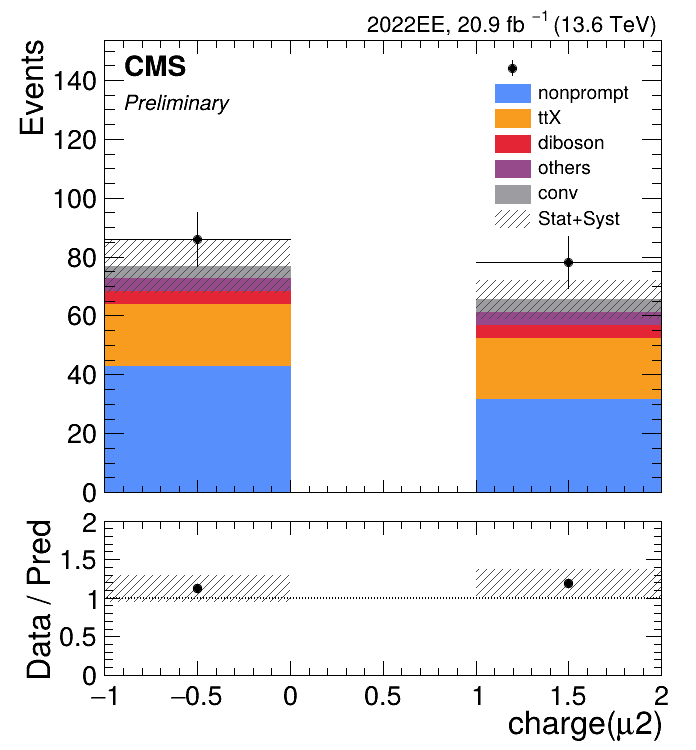 2022EE, 20.9 fb⁻¹ (13.6 TeV)
CMS
Preliminary
nonprompt
ttX
diboson
others
conv
Stat+Syst
Events
140
120
100
80
60
40
20
0
Data / Pred
2
1.5
1
0.5
0
−1 −0.5 0 0.5 1 1.5 2
charge(μ2)